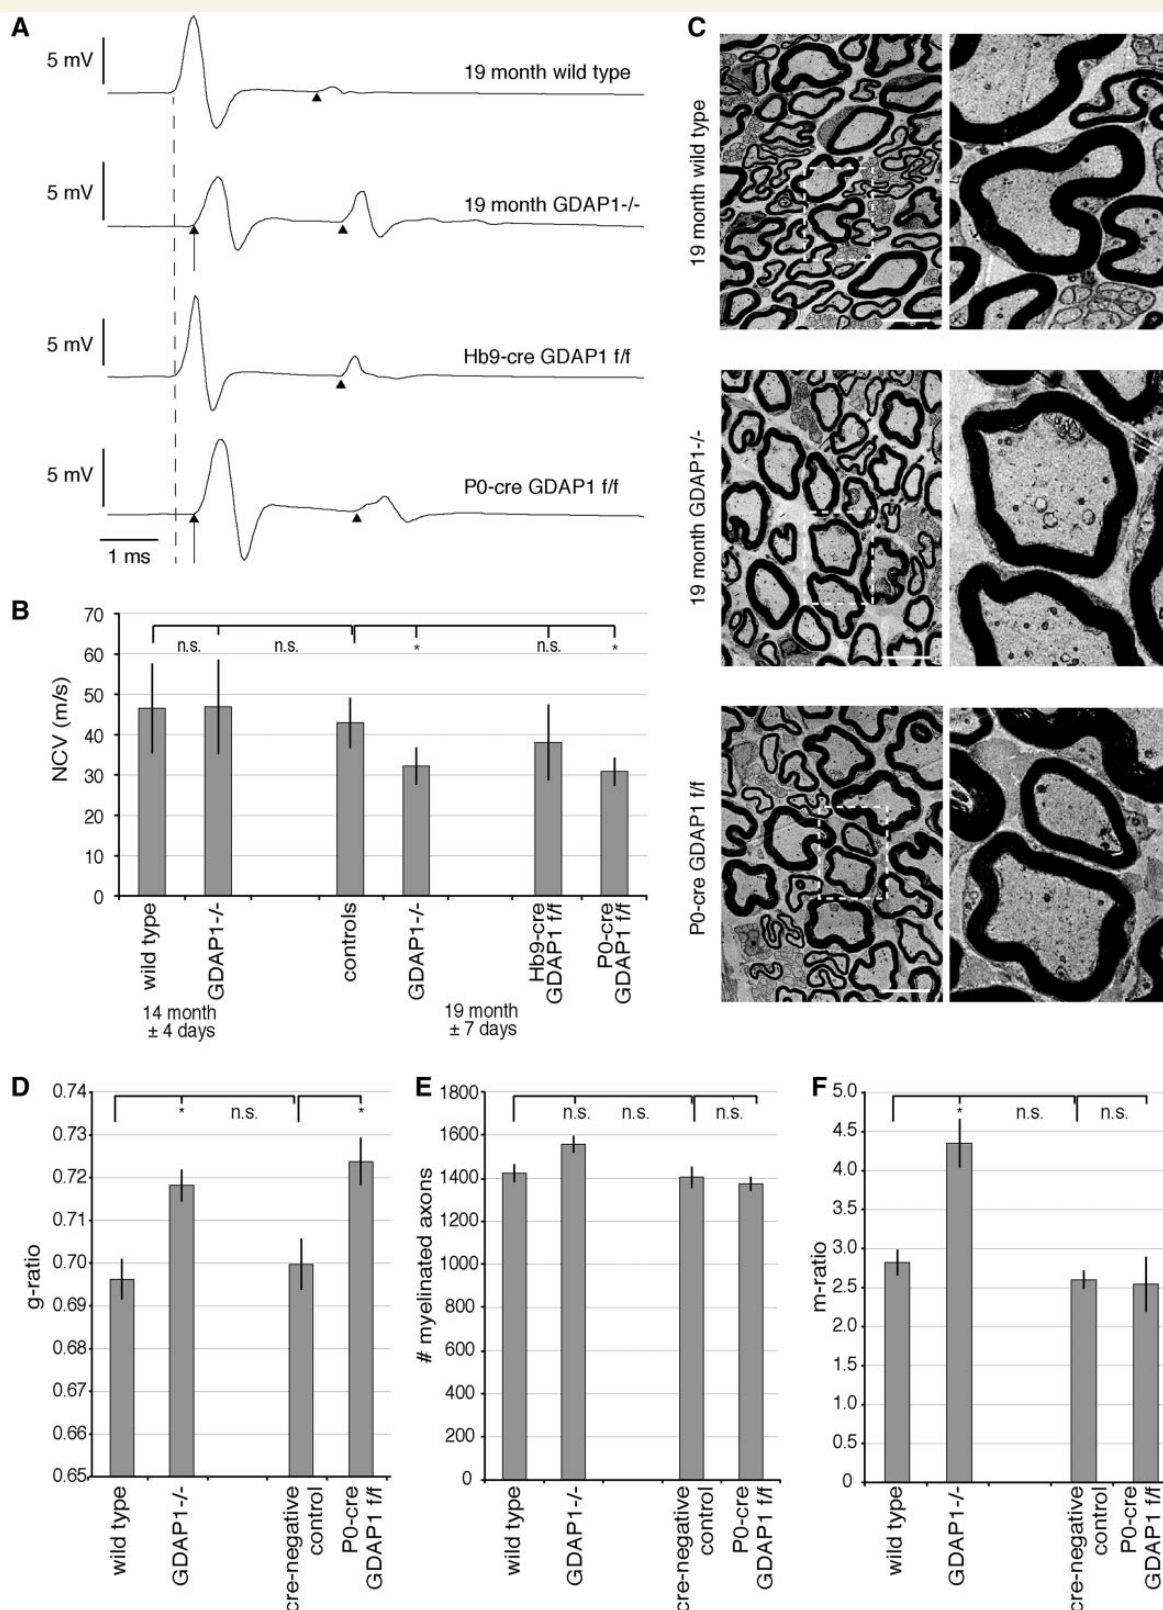 A
5 mV
19 month wild type
5 mV
19 month GDAP1-/-
5 mV
Hb9-cre GDAP1 f/f
5 mV
P0-cre GDAP1 f/f
1 ms
B
NCV (m/s)
70
60
50
40
30
20
10
0
n.s.
n.s.
*
n.s.
*
wild type
GDAP1-/-
controls
GDAP1-/-
Hb9-cre
GDAP1 f/f
P0-cre
GDAP1 f/f
14 month
± 4 days
19 month
± 7 days
C
19 month wild type
19 month GDAP1-/-
P0-cre GDAP1 f/f
D
g-ratio
0.74
0.73
0.72
0.71
0.70
0.69
0.68
0.67
0.66
0.65
*
n.s.
*
wild type
GDAP1-/-
cre-negative
control
P0-cre
GDAP1 f/f
E
# myelinated axons
1800
1600
1400
1200
1000
800
600
400
200
0
n.s.
n.s.
n.s.
wild type
GDAP1-/-
cre-negative
control
P0-cre
GDAP1 f/f
F
m-ratio
5.0
4.5
4.0
3.5
3.0
2.5
2.0
1.5
1.0
0.5
0
*
n.s.
n.s.
wild type
GDAP1-/-
cre-negative
control
P0-cre
GDAP1 f/f